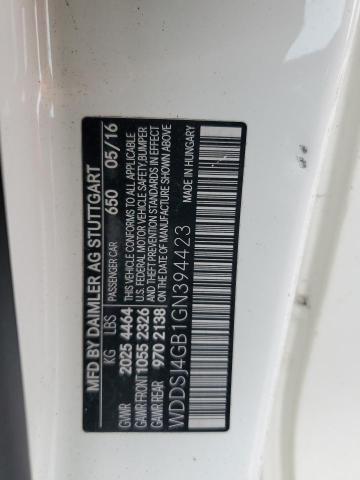 MFD BY DAIMLER AG STUTTGART
KG LBS PASSENGER CAR 650 05/16
GVWR 2025 4464 THIS VEHICLE CONFORMS TO ALL APPLICABLE
GAWR FRONT 1055 2326 FEDERAL MOTOR VEHICLE SAFETY, BUMPER
GAWR REAR 970 2138 AND THEFT PREVENTION STANDARDS IN EFFECT
ON THE DATE OF MANUFACTURE SHOWN ABOVE
WDDSJ4GB1GN394423
MADE IN HUNGARY